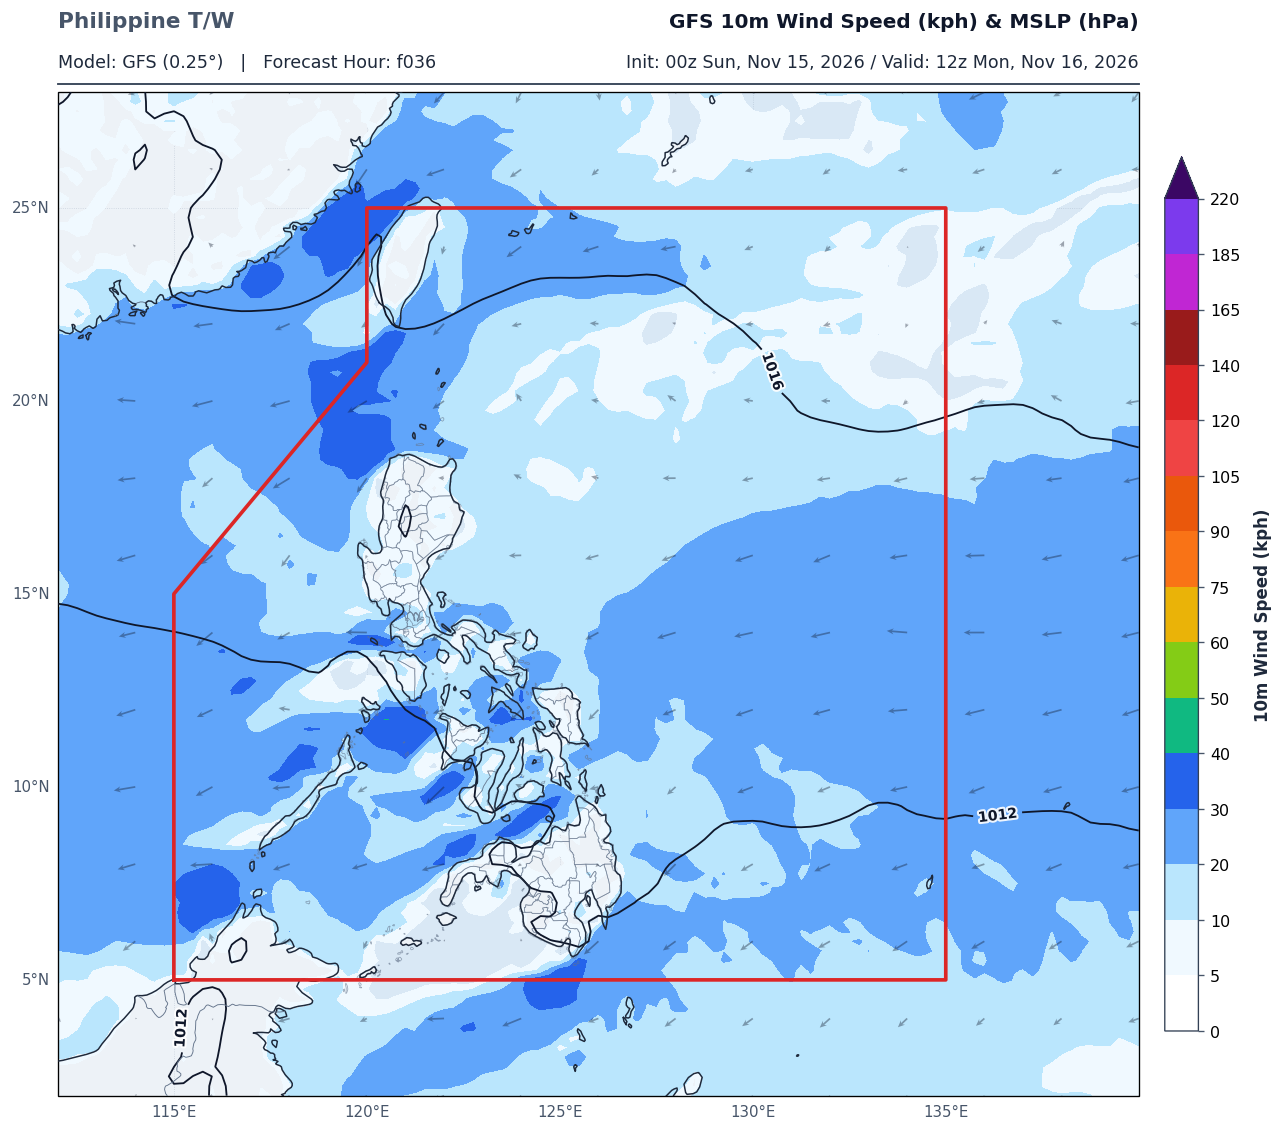 Philippine T/W
GFS 10m Wind Speed (kph) & MSLP (hPa)
Model: GFS (0.25°)   |   Forecast Hour: f036
Init: 00z Sun, Nov 15, 2026 / Valid: 12z Mon, Nov 16, 2026
25°N
20°N
15°N
10°N
5°N
115°E
120°E
125°E
130°E
135°E
1016
1012
1012
220
185
165
140
120
105
90
75
60
50
40
30
20
10
5
0
10m Wind Speed (kph)